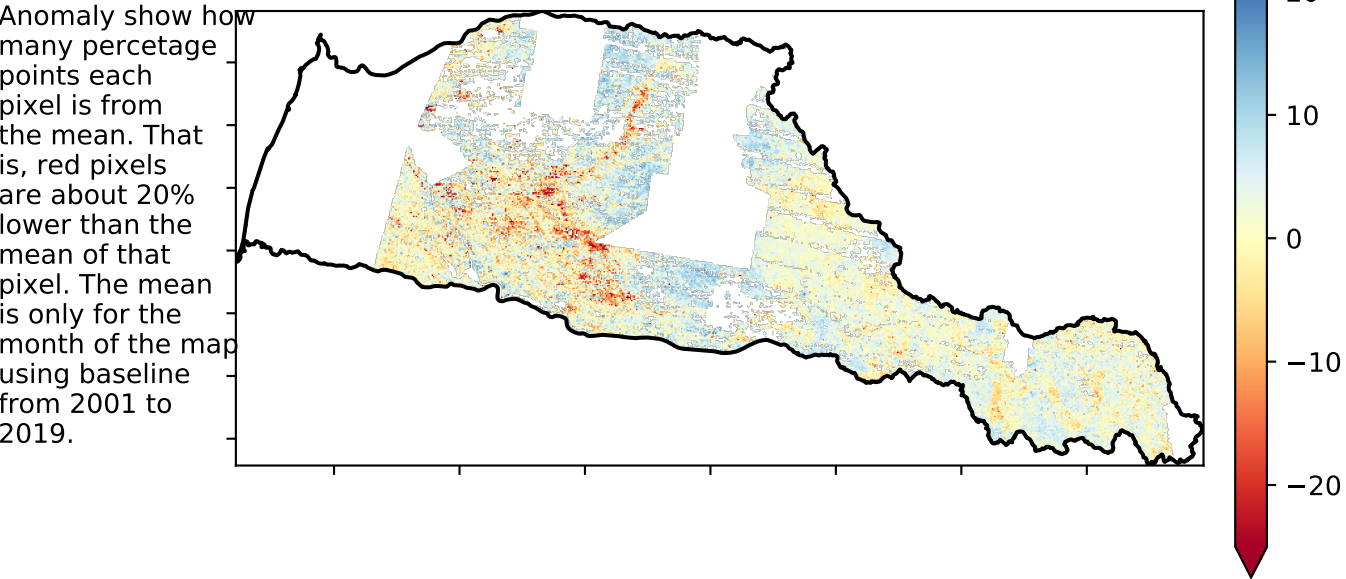 Anomaly show how
many percetage
points each
pixel is from
the mean. That
is, red pixels
are about 20%
lower than the
mean of that
pixel. The mean
is only for the
month of the map
using baseline
from 2001 to
2019.
10
0
−10
−20